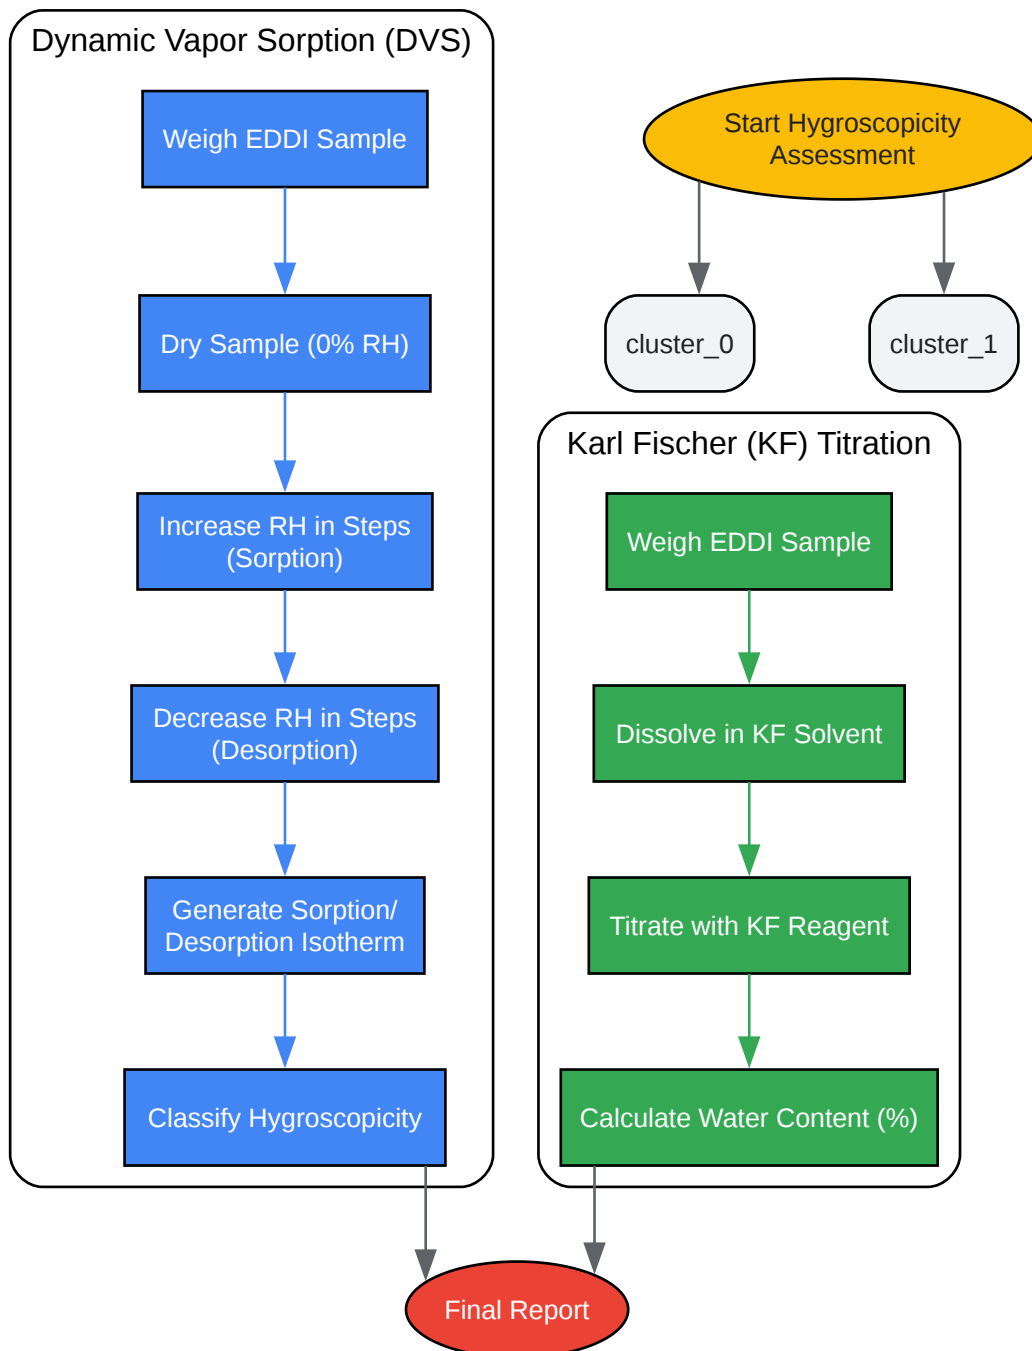 Dynamic Vapor Sorption (DVS)
Weigh EDDI Sample
Dry Sample (0% RH)
Increase RH in Steps
(Sorption)
Decrease RH in Steps
(Desorption)
Generate Sorption/
Desorption Isotherm
Classify Hygroscopicity
Start Hygroscopicity
Assessment
cluster_0
cluster_1
Karl Fischer (KF) Titration
Weigh EDDI Sample
Dissolve in KF Solvent
Titrate with KF Reagent
Calculate Water Content (%)
Final Report